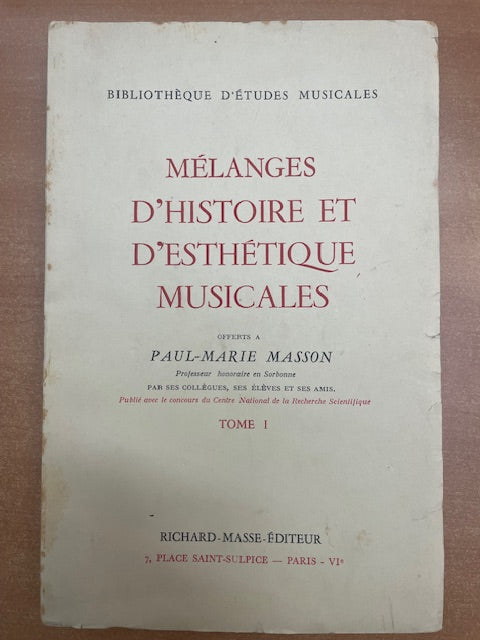 BIBLIOTHÈQUE D'ÉTUDES MUSICALES
MÉLANGES
D'HISTOIRE ET
D'ESTHÉTIQUE
MUSICALES
OFFERTS A
PAUL-MARIE MASSON
Professeur honoraire en Sorbonne
PAR SES COLLÈGUES, SES ÉLÈVES ET SES AMIS.
Publié avec le concours du Centre National de la Recherche Scientifique
TOME I
RICHARD-MASSE-ÉDITEUR
7, PLACE SAINT-SULPICE — PARIS - VIe